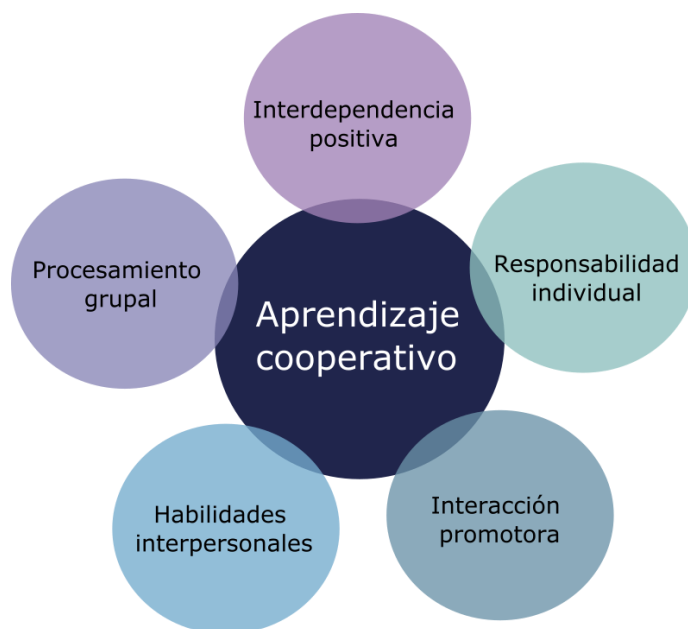 Interdependencia
positiva
Responsabilidad
individual
Interacción
promotora
Habilidades
interpersonales
Procesamiento
grupal
Aprendizaje
cooperativo